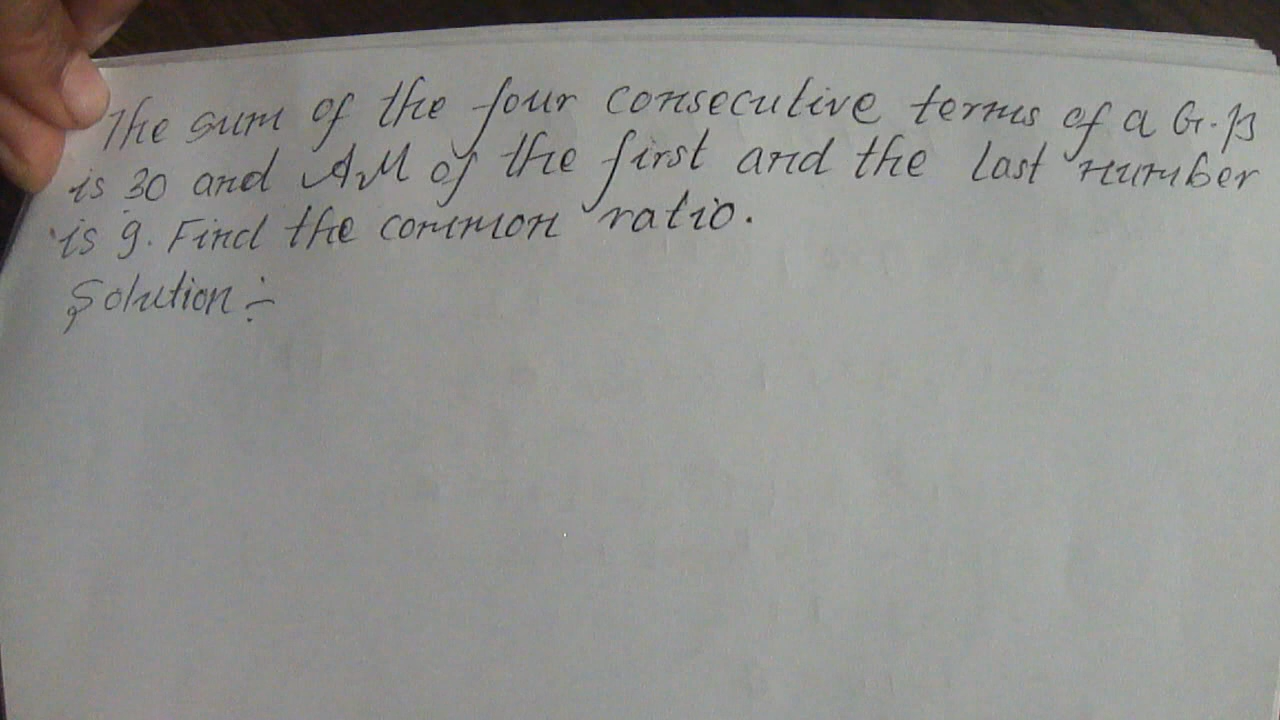 The sum of the four consecutive terms of a G.P
is 30 and AM of the first and the last number
is 9. Find the common ratio.
Solution :-